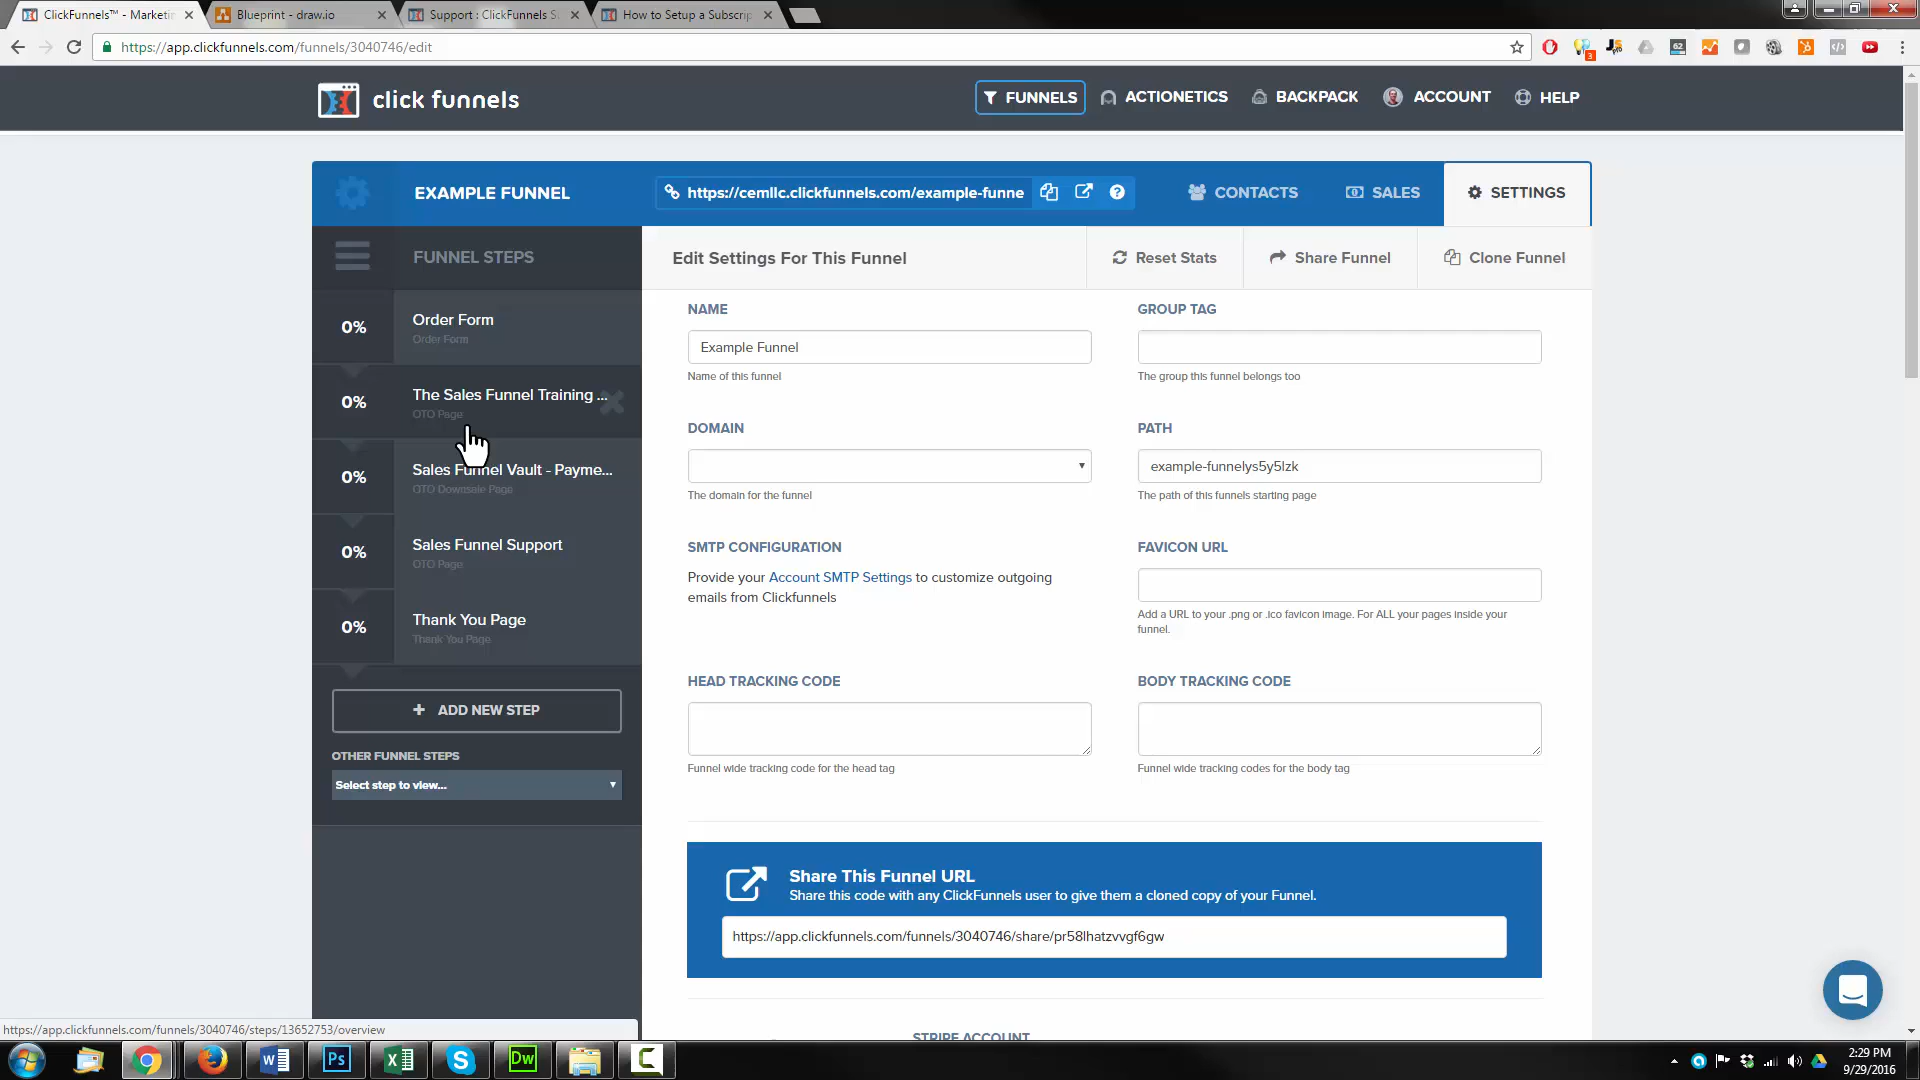 ClickFunnels™ - Marketin
Blueprint - draw.io
Support : ClickFunnels S
How to Setup a Subscrip
https://app.clickfunnels.com/funnels/3040746/edit
3
62
click funnels
FUNNELS
ACTIONETICS
BACKPACK
ACCOUNT
HELP
EXAMPLE FUNNEL
https://cemllc.clickfunnels.com/example-funne
CONTACTS
SALES
SETTINGS
FUNNEL STEPS
Edit Settings For This Funnel
Reset Stats
Share Funnel
Clone Funnel
0%
Order Form
Order Form
0%
The Sales Funnel Training ...
OTO Page
0%
Sales Funnel Vault - Payme...
OTO Downsale Page
0%
Sales Funnel Support
OTO Page
0%
Thank You Page
Thank You Page
+ ADD NEW STEP
OTHER FUNNEL STEPS
Select step to view...
NAME
Example Funnel
Name of this funnel
GROUP TAG
The group this funnel belongs too
DOMAIN
The domain for the funnel
PATH
example-funnelys5y5lzk
The path of this funnels starting page
SMTP CONFIGURATION
Provide your Account SMTP Settings to customize outgoing
emails from Clickfunnels
FAVICON URL
Add a URL to your .png or .ico favicon image. For ALL your pages inside your
funnel.
HEAD TRACKING CODE
Funnel wide tracking code for the head tag
BODY TRACKING CODE
Funnel wide tracking codes for the body tag
Share This Funnel URL
Share this code with any ClickFunnels user to give them a cloned copy of your Funnel.
https://app.clickfunnels.com/funnels/3040746/share/pr58lhatzvvgf6gw
STRIPE ACCOUNT
https://app.clickfunnels.com/funnels/3040746/steps/13652753/overview
Ps
Dw
2:29 PM
9/29/2016